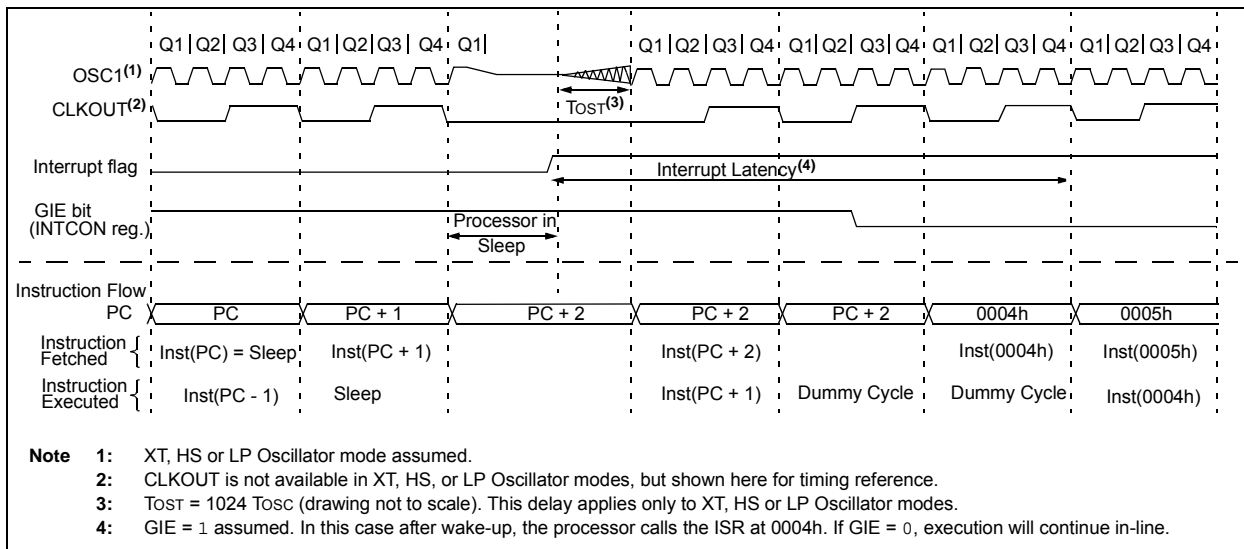 Q1 Q2 Q3 Q4 Q1 Q2 Q3 Q4 Q1 Q1 Q2 Q3 Q4 Q1 Q2 Q3 Q4 Q1 Q2 Q3 Q4 Q1 Q2 Q3 Q4
OSC1(1)
TOST(3)
CLKOUT(2)
Interrupt flag
Interrupt Latency(4)
GIE bit
(INTCON reg.)
Processor in
Sleep
Instruction Flow
PC PC PC + 1 PC + 2 PC + 2 PC + 2 0004h 0005h
Instruction
Fetched { Inst(PC) = Sleep Inst(PC + 1) Inst(PC + 2) Inst(0004h) Inst(0005h)
Instruction
Executed { Inst(PC - 1) Sleep Inst(PC + 1) Dummy Cycle Dummy Cycle Inst(0004h)
Note 1: XT, HS or LP Oscillator mode assumed.
2: CLKOUT is not available in XT, HS, or LP Oscillator modes, but shown here for timing reference.
3: TOST = 1024 TOSC (drawing not to scale). This delay applies only to XT, HS or LP Oscillator modes.
4: GIE = 1 assumed. In this case after wake-up, the processor calls the ISR at 0004h. If GIE = 0, execution will continue in-line.